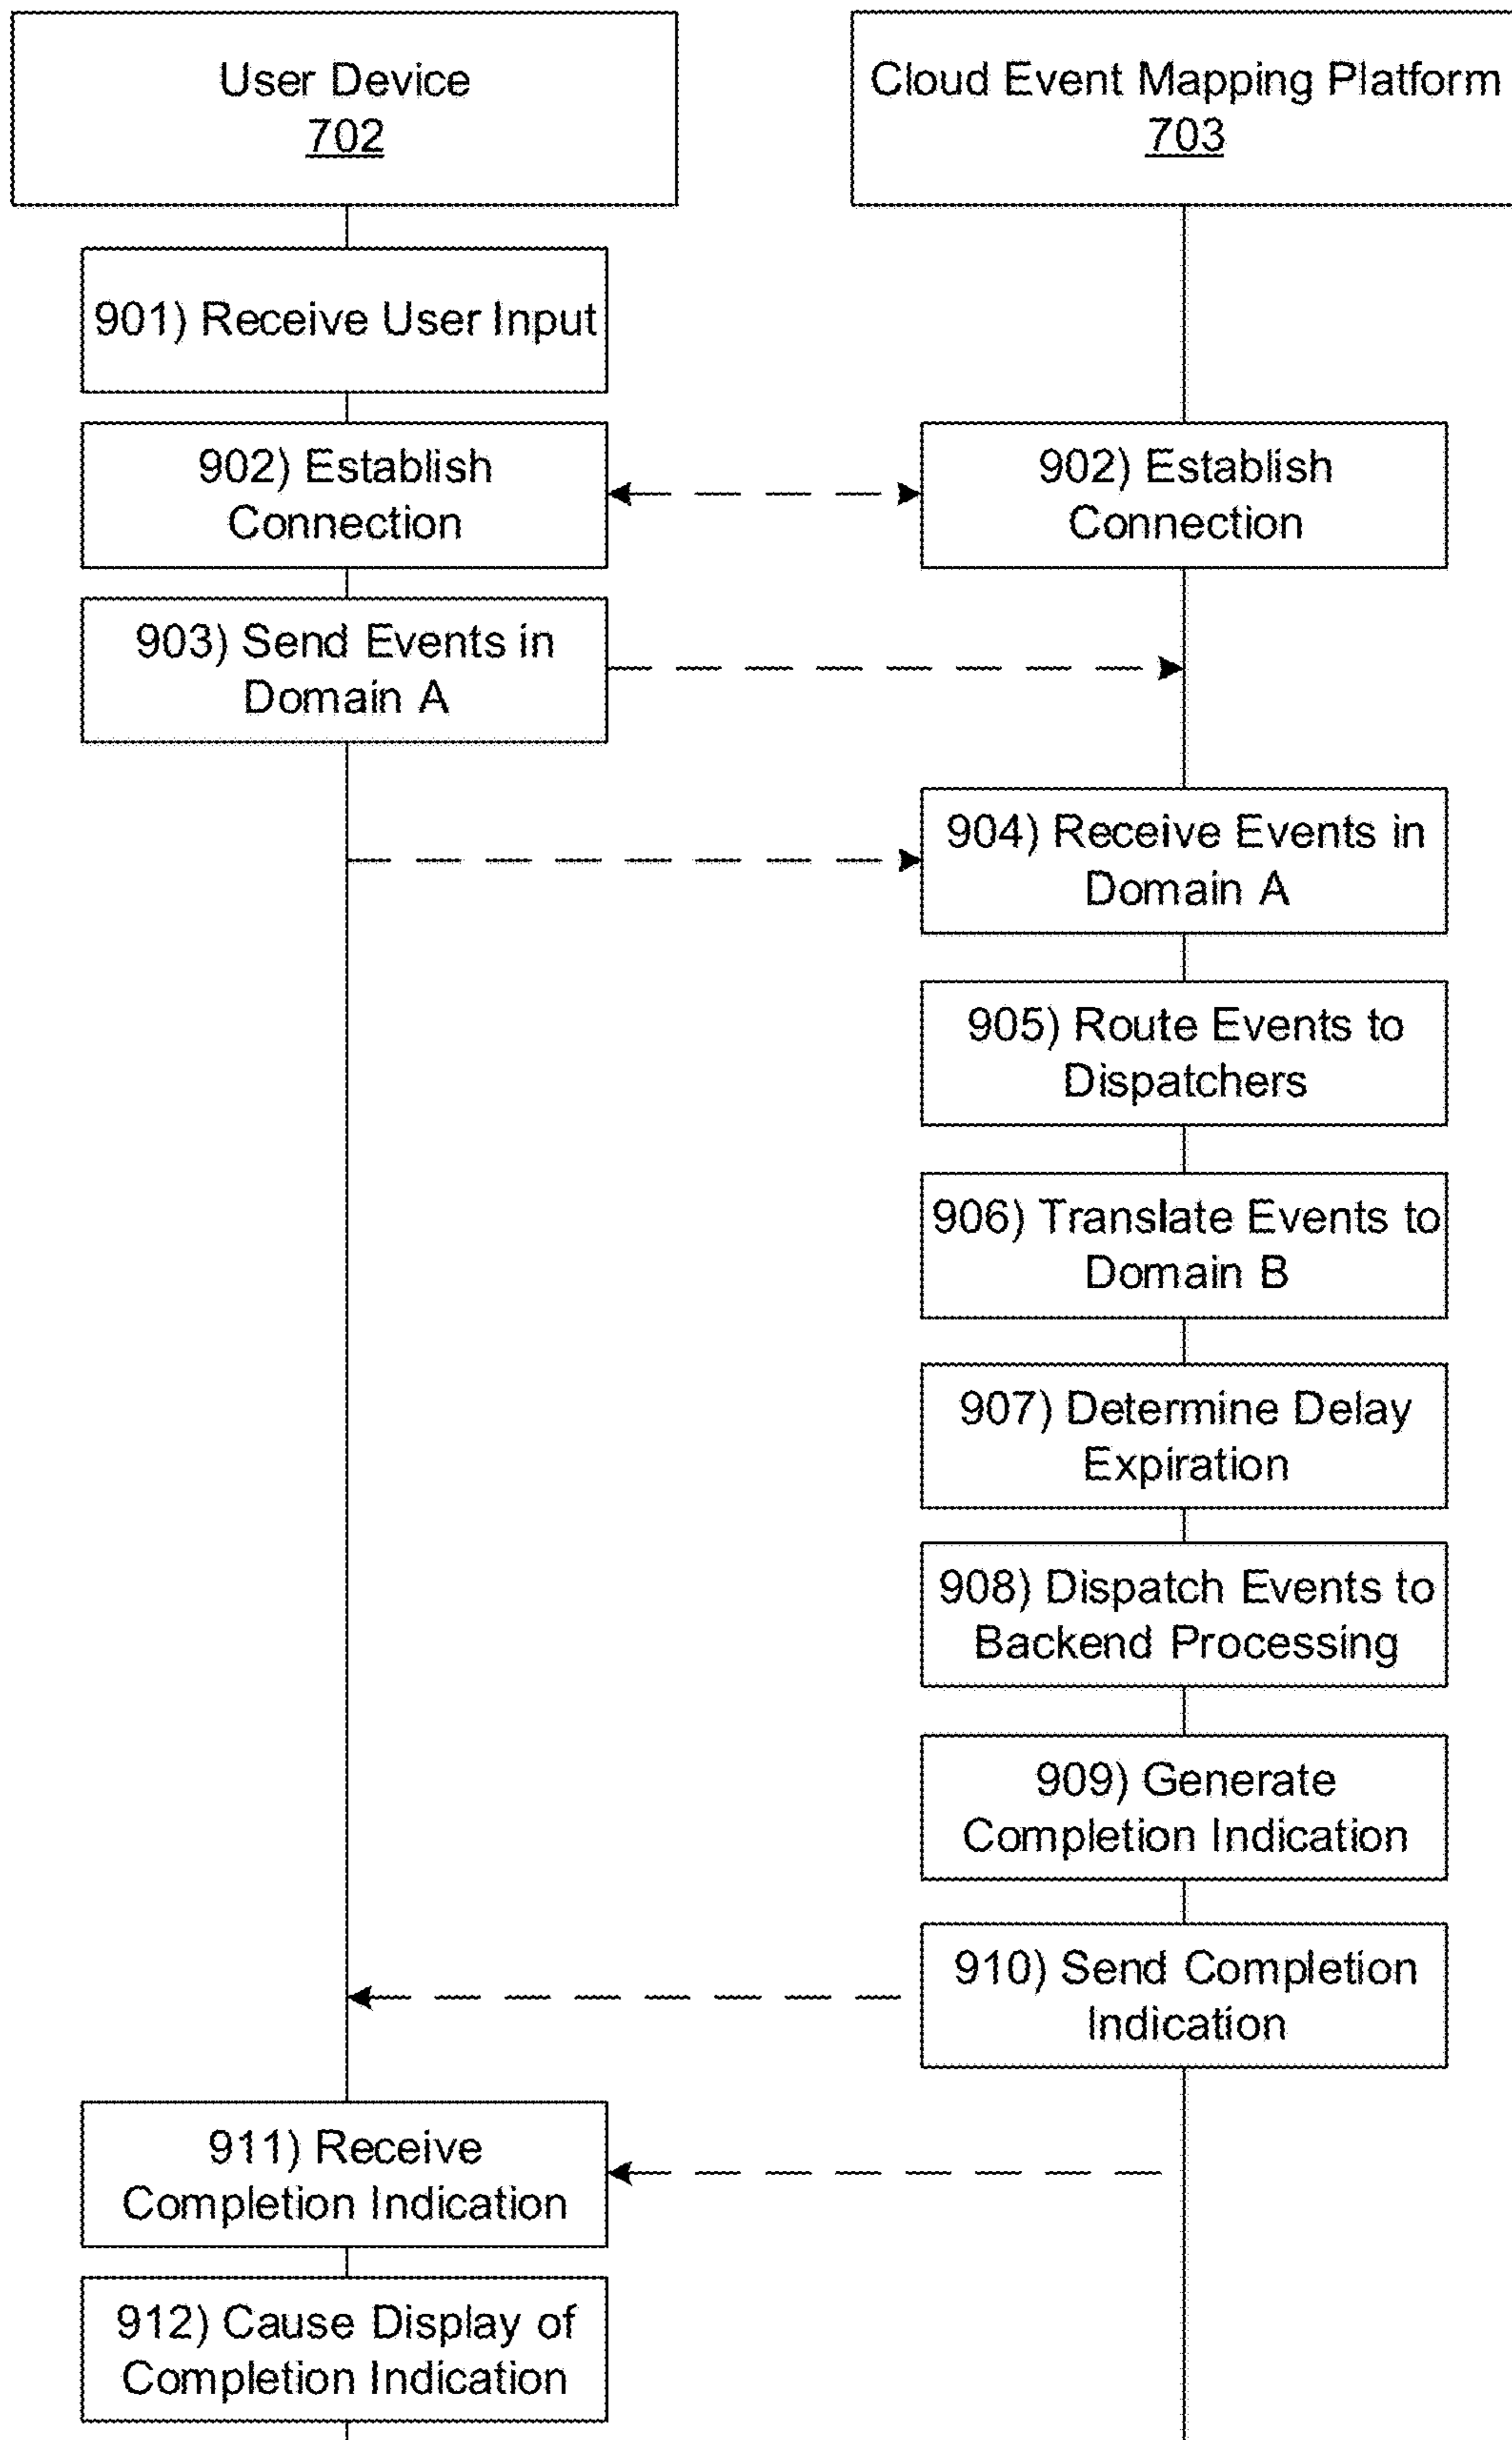 User Device
702
Cloud Event Mapping Platform
703
901) Receive User Input
902) Establish
Connection
902) Establish
Connection
903) Send Events in
Domain A
904) Receive Events in
Domain A
905) Route Events to
Dispatchers
906) Translate Events to
Domain B
907) Determine Delay
Expiration
908) Dispatch Events to
Backend Processing
909) Generate
Completion Indication
910) Send Completion
Indication
911) Receive
Completion Indication
912) Cause Display of
Completion Indication